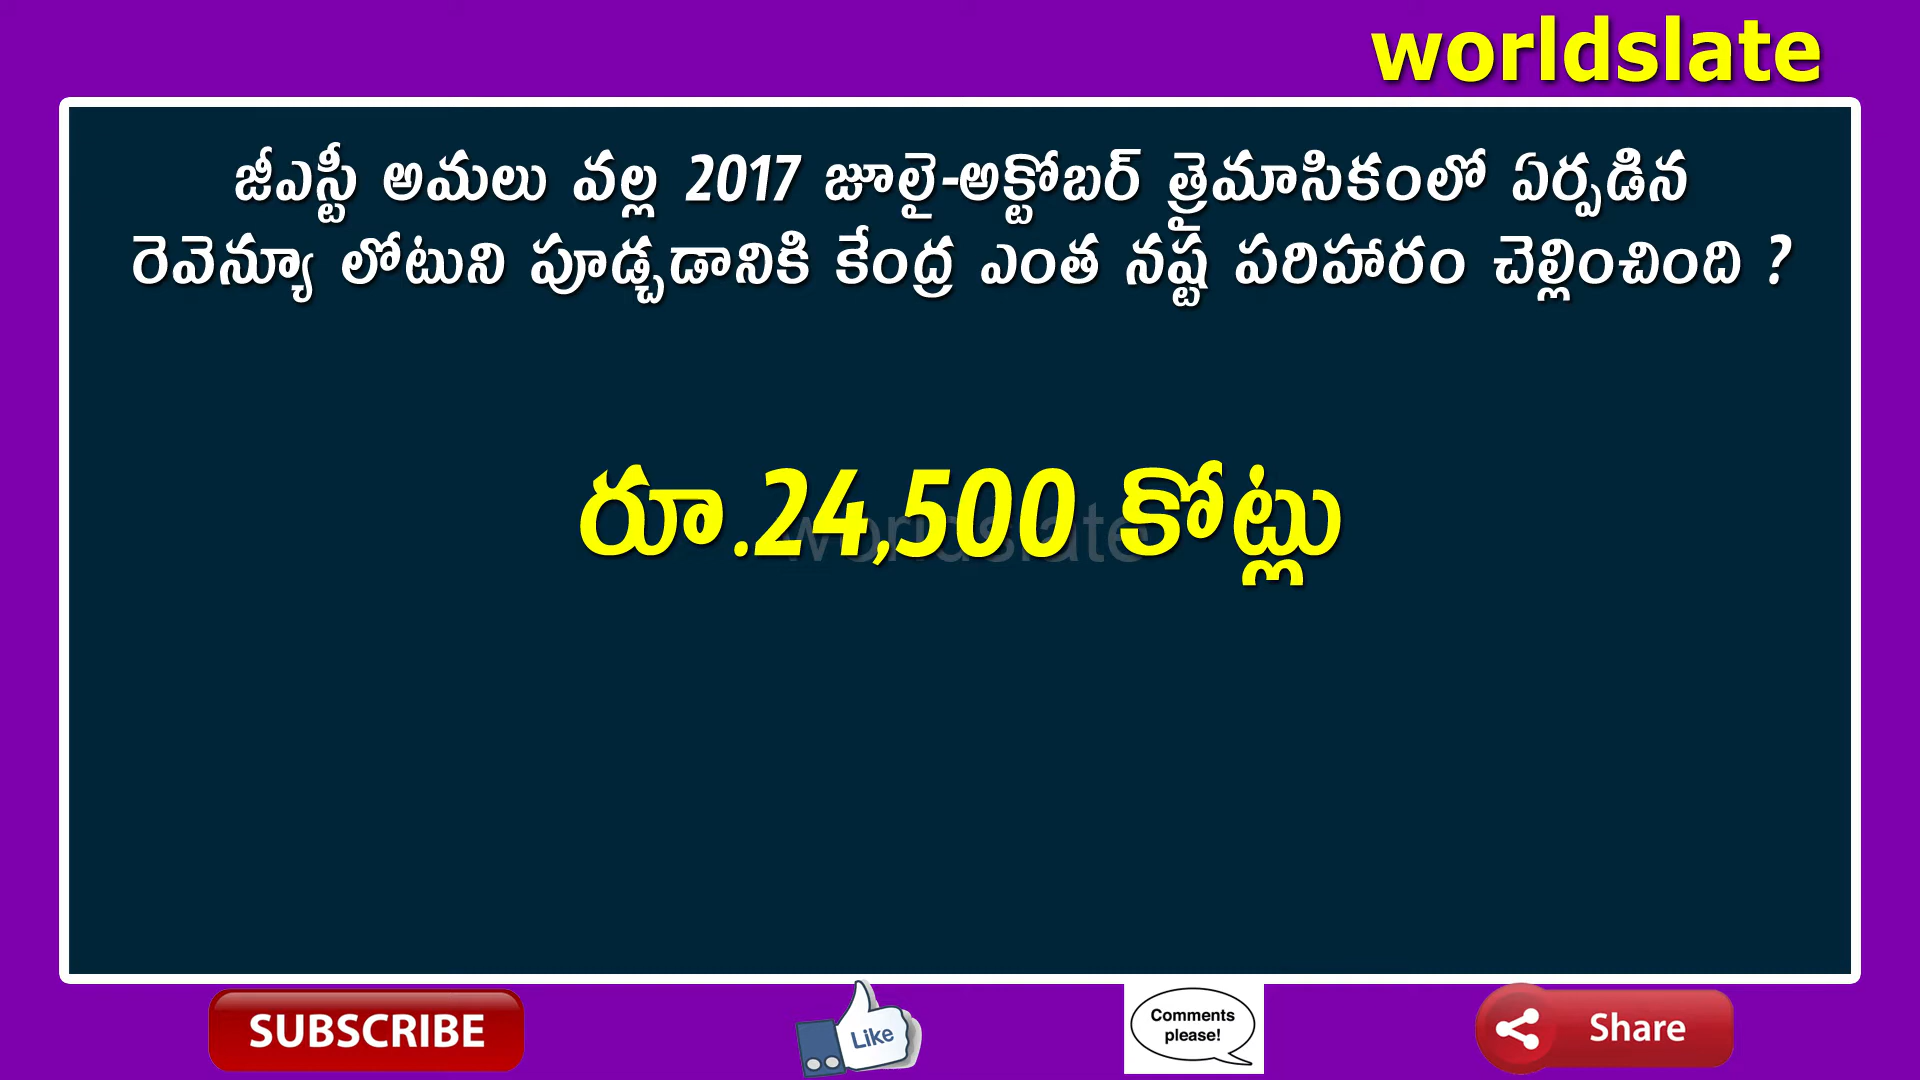 worldslate
జీఎస్టీ అమలు వల్ల 2017 జూలై-అక్టోబర్ త్రైమాసికంలో ఏర్పడిన
రెవెన్యూ లోటుని పూడ్చడానికి కేంద్ర ఎంత నష్ట పరిహారం చెల్లించింది ?
రూ.24,500 కోట్లు
worldslate
SUBSCRIBE
Like
Comments
please!
Share